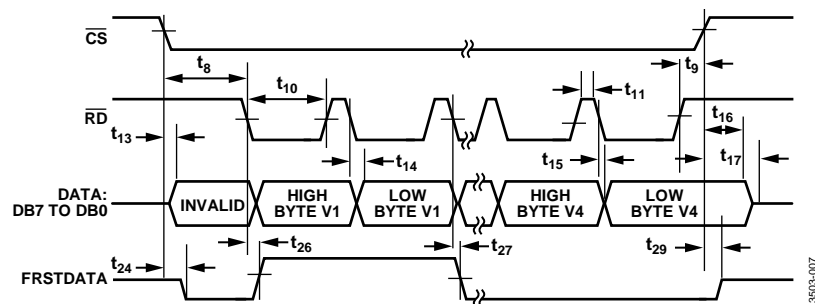 CS
t8
t9
t10
t11
RD
t13
t16
t14
t15
t17
DATA:
DB7 TO DB0
INVALID
HIGH
BYTE V1
LOW
BYTE V1
HIGH
BYTE V4
LOW
BYTE V4
t26
t27
t29
t24
FRSTDATA
3503-007